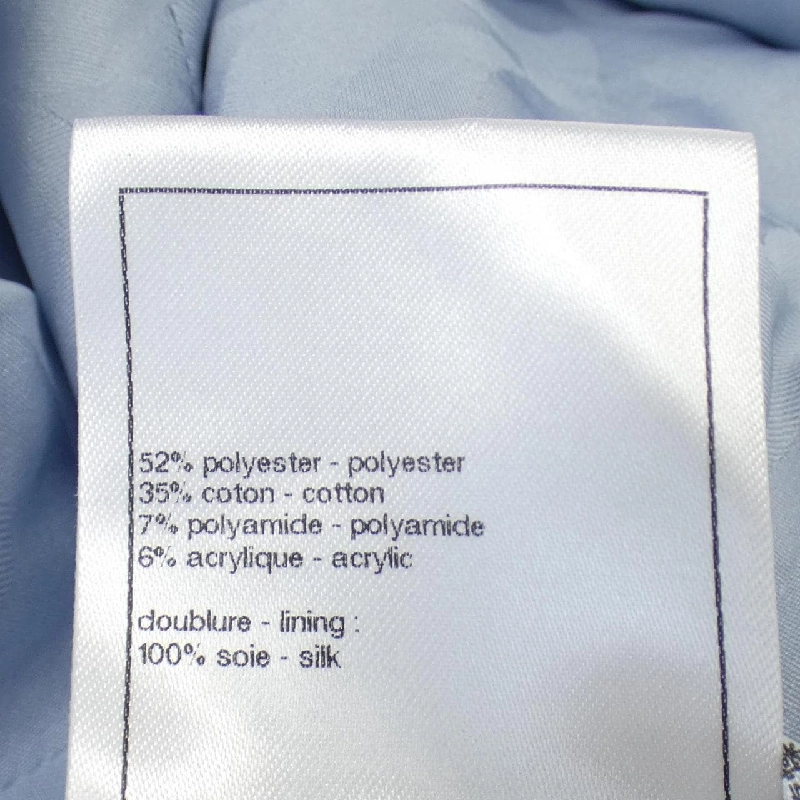 52% polyester - polyester
35% coton - cotton
7% polyamide - polyamide
6% acrylique - acrylic
doublure - lining :
100% soie - silk